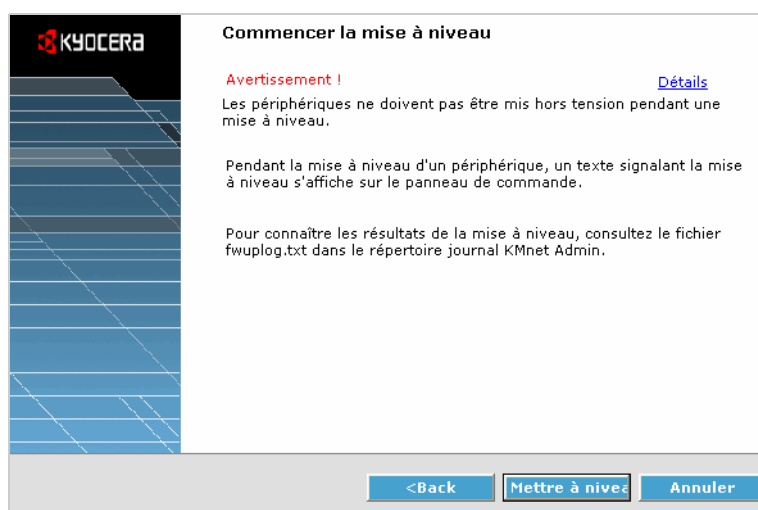 KYOCERA
Commencer la mise à niveau
Avertissement !
Détails
Les périphériques ne doivent pas être mis hors tension pendant une
mise à niveau.
Pendant la mise à niveau d'un périphérique, un texte signalant la mise
à niveau s'affiche sur le panneau de commande.
Pour connaître les résultats de la mise à niveau, consultez le fichier
fwuplog.txt dans le répertoire journal KMnet Admin.
<Back
Mettre à nivea
Annuler